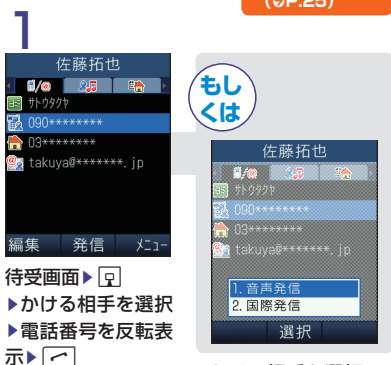 (P.25)
1
佐藤拓也
サトウタクヤ
090********
03********
takuya@*******.jp
編集 発信 メニュー
待受画面▶
▶かける相手を選択
▶電話番号を反転表
示▶
もし
くは
佐藤拓也
サトウタクヤ
090********
03********
takuya@*******.jp
1.音声発信
2.国際発信
選択